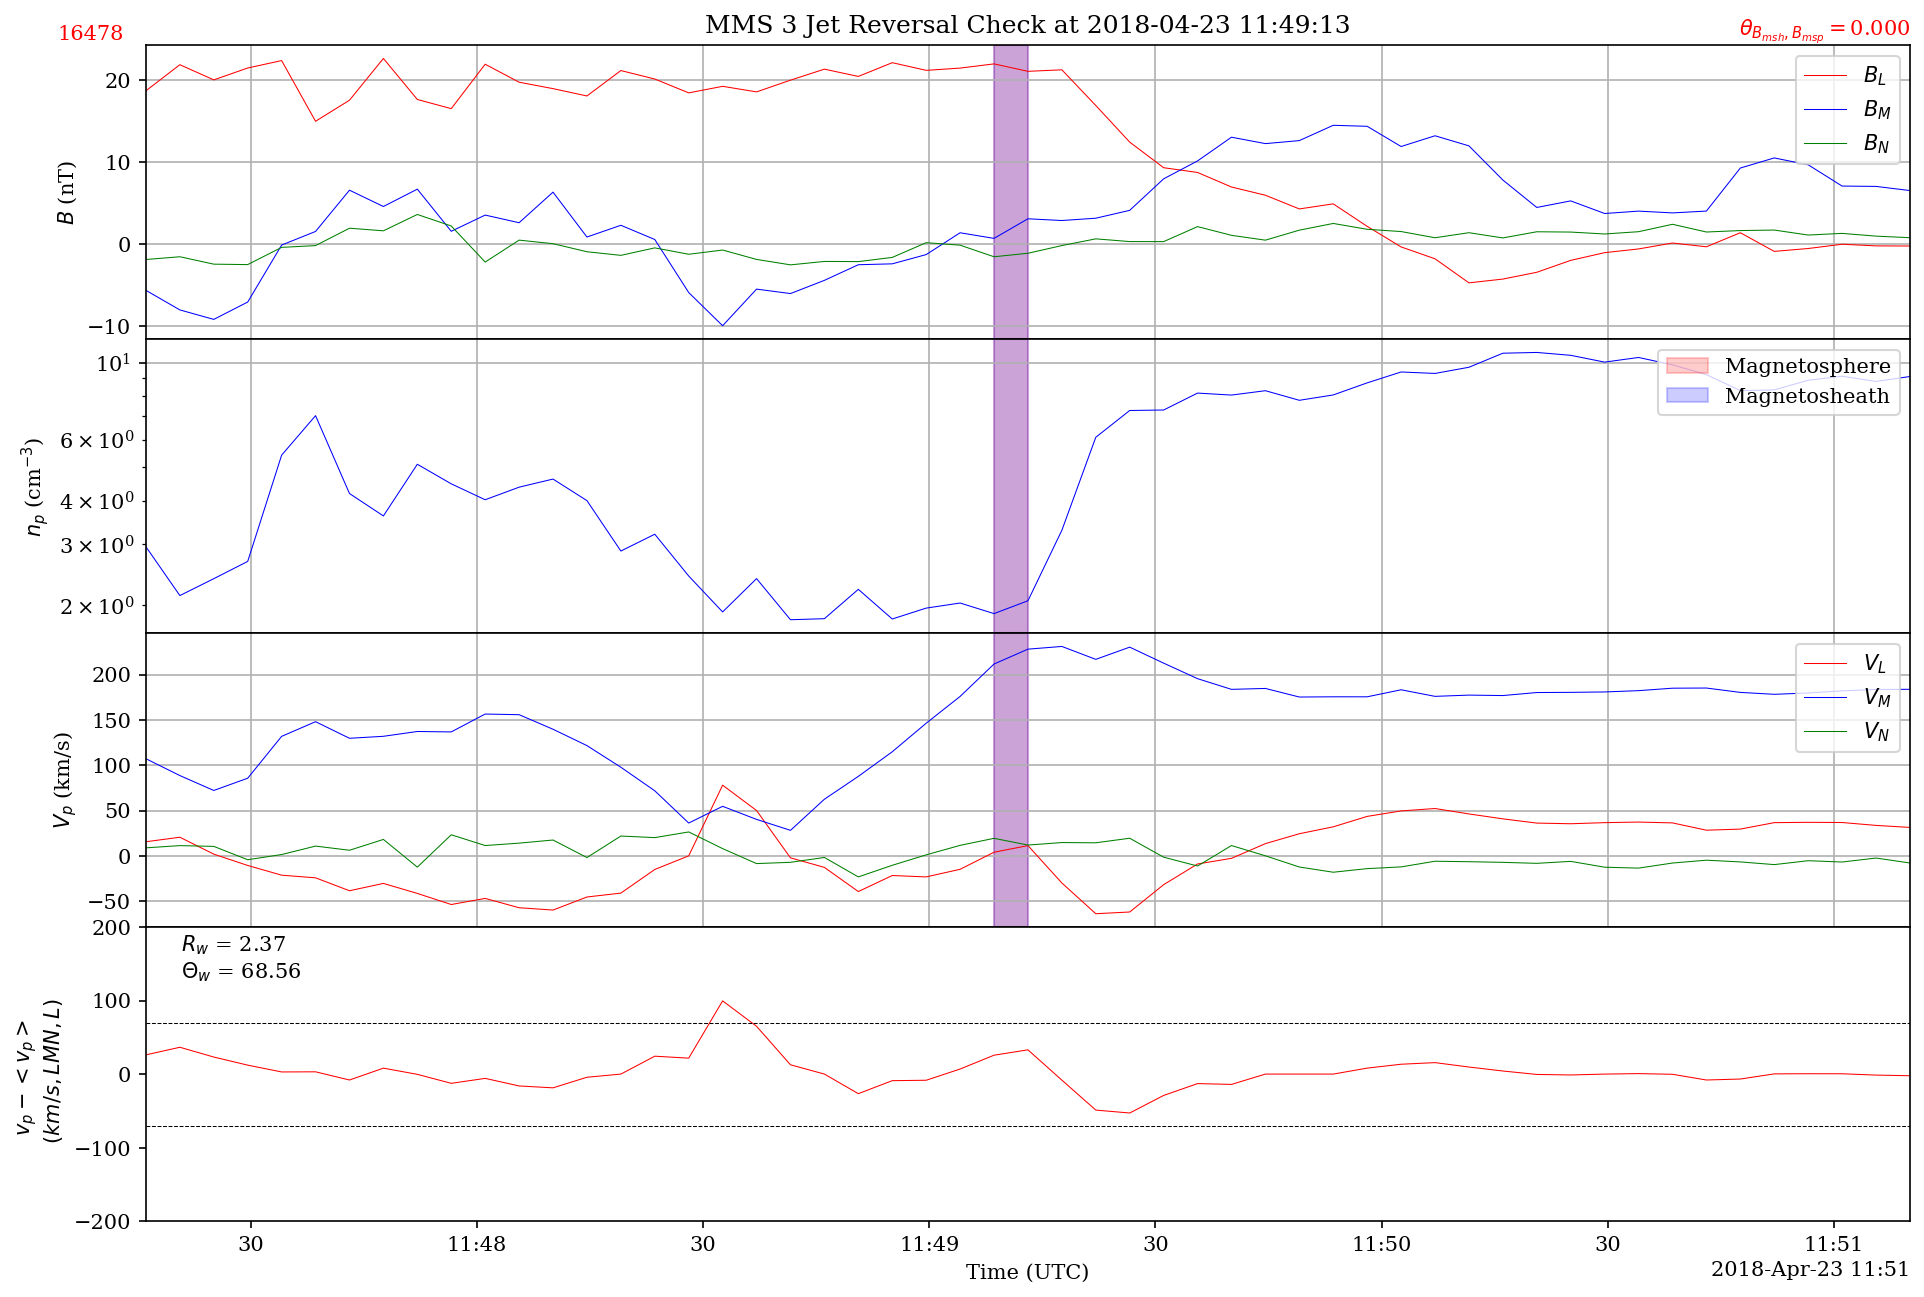 16478
MMS 3 Jet Reversal Check at 2018-04-23 11:49:13
θ_{B_{msh}, B_{msp}} = 0.000
20
10
0
−10
B (nT)
B_L
B_M
B_N
10^1
6 × 10^0
4 × 10^0
3 × 10^0
2 × 10^0
n_p (cm^{−3})
Magnetosphere
Magnetosheath
200
150
100
50
0
−50
V_p (km/s)
V_L
V_M
V_N
200
100
0
−100
−200
v_p − < v_p >
(km/s, LMN, L)
R_w = 2.37
Θ_w = 68.56
30
11:48
30
11:49
30
11:50
30
11:51
Time (UTC)
2018-Apr-23 11:51